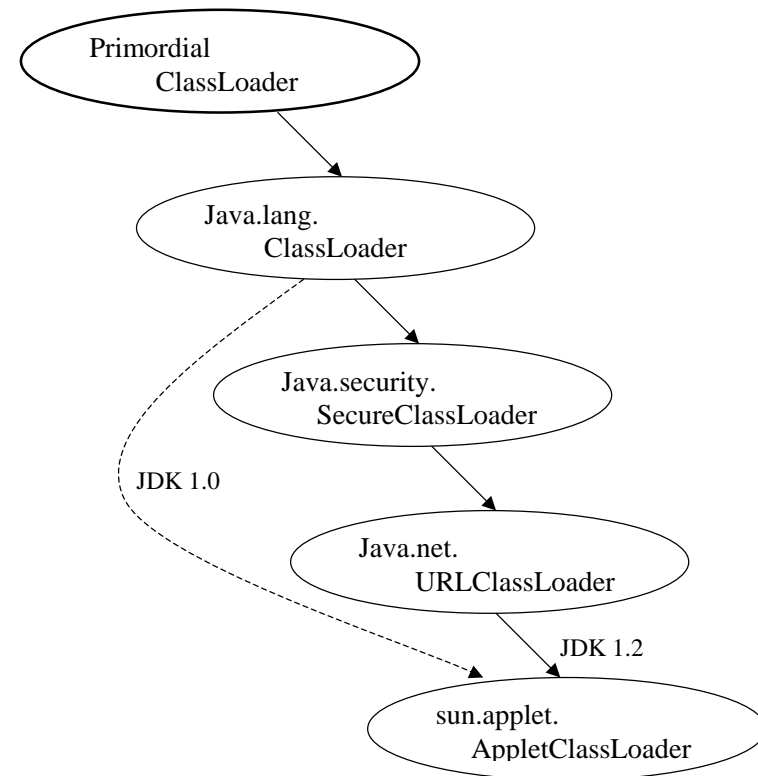 Primordial
ClassLoader
Java.lang.
ClassLoader
Java.security.
SecureClassLoader
JDK 1.0
Java.net.
URLClassLoader
JDK 1.2
sun.applet.
AppletClassLoader